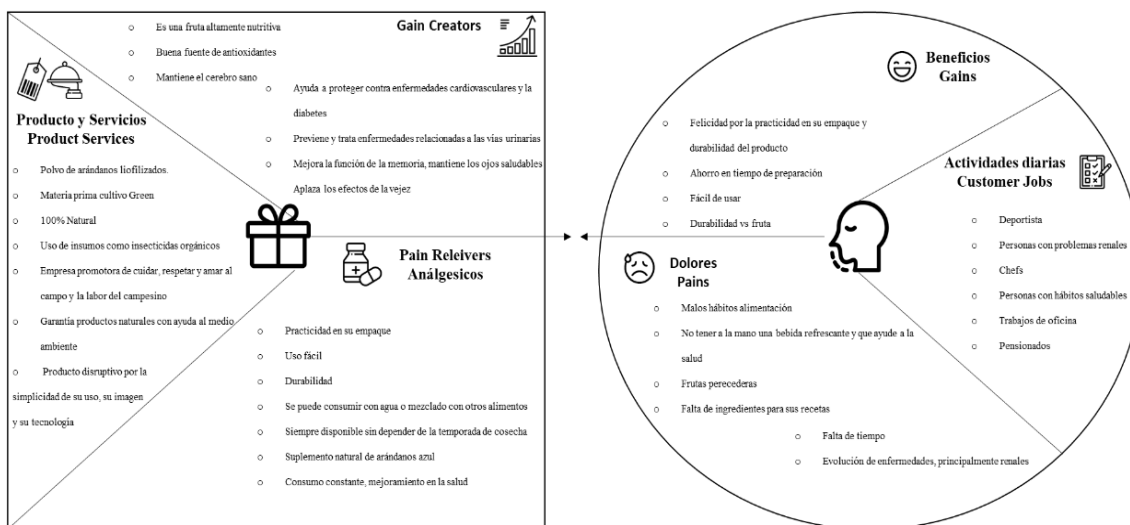 Gain Creators
○ Es una fruta altamente nutritiva
○ Buena fuente de antioxidantes
○ Mantiene el cerebro sano
○ Ayuda a proteger contra enfermedades cardiovasculares y la
diabetes
○ Previene y trata enfermedades relacionadas a las vías urinarias
○ Mejora la función de la memoria, mantiene los ojos saludables
Aplaza los efectos de la vejez
Producto y Servicios
Product Services
○ Polvo de arándanos liofilizados.
○ Materia prima cultivo Green
○ 100% Natural
○ Uso de insumos como insecticidas orgánicos
○ Empresa promotora de cuidar, respetar y amar al
campo y la labor del campesino
○ Garantía productos naturales con ayuda al medio
ambiente
○ Producto disruptivo por la
simplicidad de su uso, su imagen
y su tecnología
Pain Releivers
Análgesicos
○ Practicidad en su empaque
○ Uso fácil
○ Durabilidad
○ Se puede consumir con agua o mezclado con otros alimentos
○ Siempre disponible sin depender de la temporada de cosecha
○ Suplemento natural de arándanos azul
○ Consumo constante, mejoramiento en la salud
Beneficios
Gains
○ Felicidad por la practicidad en su empaque y
durabilidad del producto
○ Ahorro en tiempo de preparación
○ Fácil de usar
○ Durabilidad vs fruta
Actividades diarias
Customer Jobs
○ Deportista
○ Personas con problemas renales
○ Chefs
○ Personas con hábitos saludables
○ Trabajos de oficina
○ Pensionados
Dolores
Pains
○ Malos hábitos alimentación
○ No tener a la mano una bebida refrescante y que ayude a la
salud
○ Frutas perecederas
○ Falta de ingredientes para sus recetas
○ Falta de tiempo
○ Evolución de enfermedades, principalmente renales